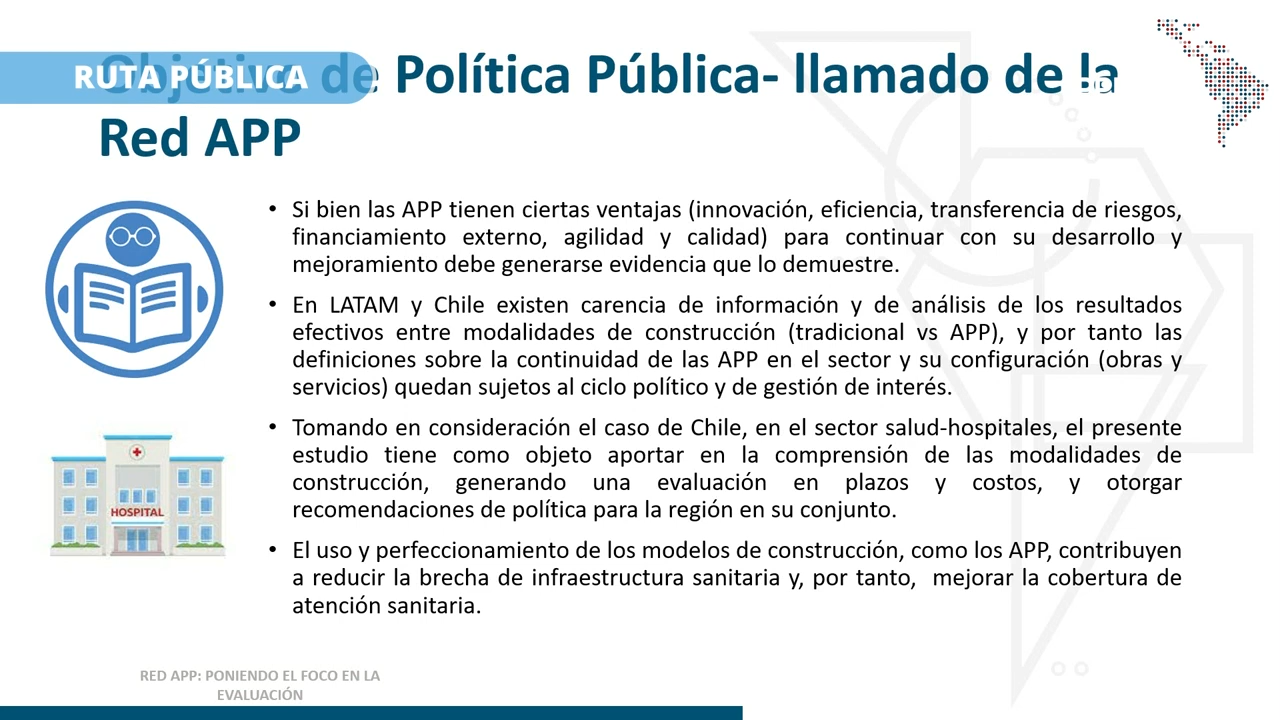 RUTA PÚBLICA
Objetivo de Política Pública- llamado de la
Red APP
• Si bien las APP tienen ciertas ventajas (innovación, eficiencia, transferencia de riesgos,
financiamiento externo, agilidad y calidad) para continuar con su desarrollo y
mejoramiento debe generarse evidencia que lo demuestre.
• En LATAM y Chile existen carencia de información y de análisis de los resultados
efectivos entre modalidades de construcción (tradicional vs APP), y por tanto las
definiciones sobre la continuidad de las APP en el sector y su configuración (obras y
servicios) quedan sujetos al ciclo político y de gestión de interés.
• Tomando en consideración el caso de Chile, en el sector salud-hospitales, el presente
estudio tiene como objeto aportar en la comprensión de las modalidades de
construcción, generando una evaluación en plazos y costos, y otorgar
recomendaciones de política para la región en su conjunto.
HOSPITAL
• El uso y perfeccionamiento de los modelos de construcción, como los APP, contribuyen
a reducir la brecha de infraestructura sanitaria y, por tanto, mejorar la cobertura de
atención sanitaria.
RED APP: PONIENDO EL FOCO EN LA
EVALUACIÓN